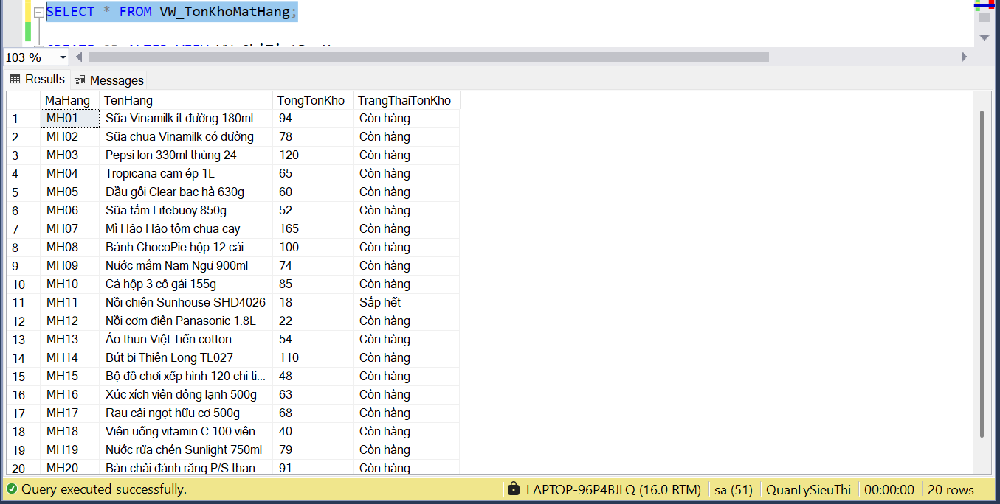 SELECT * FROM VW_TonKhoMatHang;
103 %
Results Messages
MaHang TenHang TongTonKho TrangThaiTonKho
1 MH01 Sữa Vinamilk ít đường 180ml 94 Còn hàng
2 MH02 Sữa chua Vinamilk có đường 78 Còn hàng
3 MH03 Pepsi lon 330ml thùng 24 120 Còn hàng
4 MH04 Tropicana cam ép 1L 65 Còn hàng
5 MH05 Dầu gội Clear bạc hà 630g 60 Còn hàng
6 MH06 Sữa tắm Lifebuoy 850g 52 Còn hàng
7 MH07 Mì Hảo Hảo tôm chua cay 165 Còn hàng
8 MH08 Bánh ChocoPie hộp 12 cái 100 Còn hàng
9 MH09 Nước mắm Nam Ngư 900ml 74 Còn hàng
10 MH10 Cá hộp 3 cô gái 155g 85 Còn hàng
11 MH11 Nồi chiên Sunhouse SHD4026 18 Sắp hết
12 MH12 Nồi cơm điện Panasonic 1.8L 22 Còn hàng
13 MH13 Áo thun Việt Tiến cotton 54 Còn hàng
14 MH14 Bút bi Thiên Long TL027 110 Còn hàng
15 MH15 Bộ đồ chơi xếp hình 120 chi ti... 48 Còn hàng
16 MH16 Xúc xích viên đông lạnh 500g 63 Còn hàng
17 MH17 Rau cải ngọt hữu cơ 500g 68 Còn hàng
18 MH18 Viên uống vitamin C 100 viên 40 Còn hàng
19 MH19 Nước rửa chén Sunlight 750ml 79 Còn hàng
20 MH20 Bàn chải đánh răng P/S than... 91 Còn hàng
Query executed successfully. LAPTOP-96P4BJLQ (16.0 RTM) sa (51) QuanLySieuThi 00:00:00 20 rows